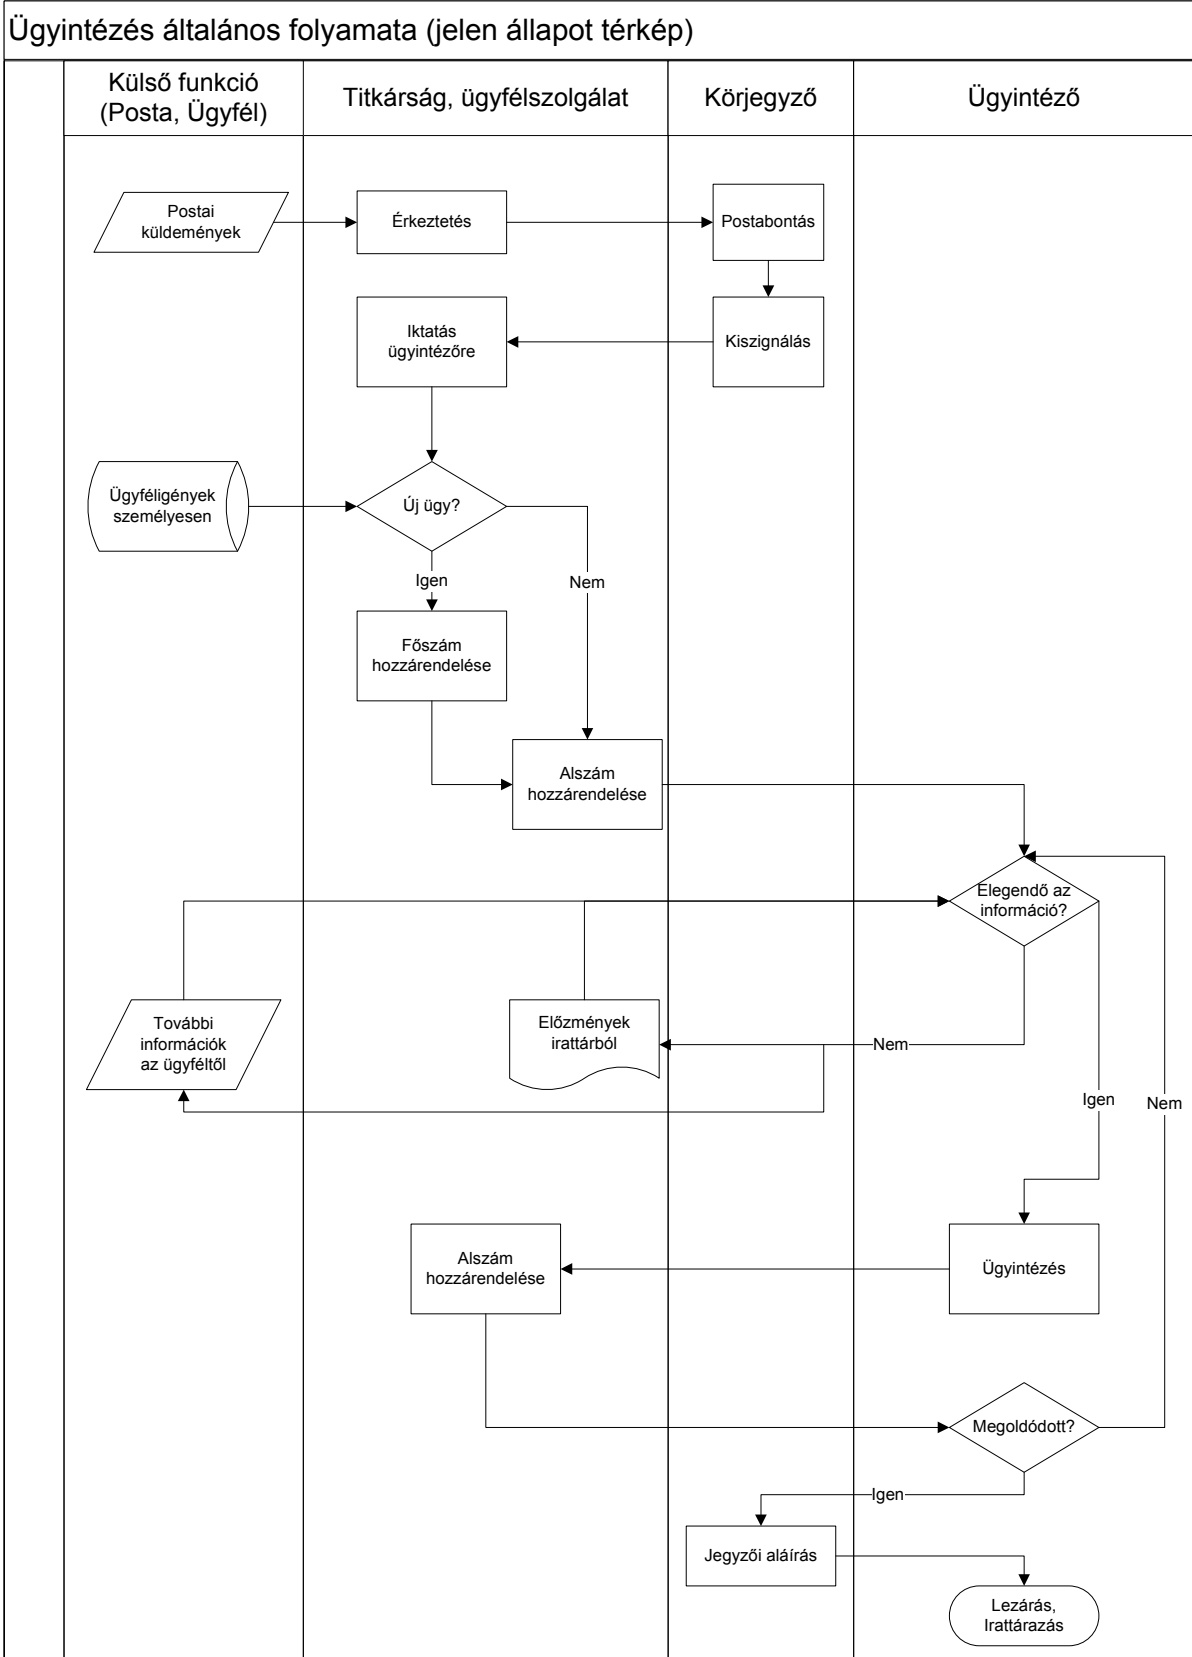 Ügyintézés általános folyamata (jelen állapot térkép)
Külső funkció
(Posta, Ügyfél)
Titkárság, ügyfélszolgálat
Körjegyző
Ügyintéző
Postai
küldemények
Érkeztetés
Postabontás
Iktatás
ügyintézőre
Kiszignálás
Ügyféligények
személyesen
Új ügy?
Igen
Nem
Főszám
hozzárendelése
Alszám
hozzárendelése
Elegendő az
információ?
További
információk
az ügyféltől
Előzmények
irattárból
Nem
Igen
Nem
Alszám
hozzárendelése
Ügyintézés
Megoldódott?
Igen
Jegyzői aláírás
Lezárás,
Irattárazás